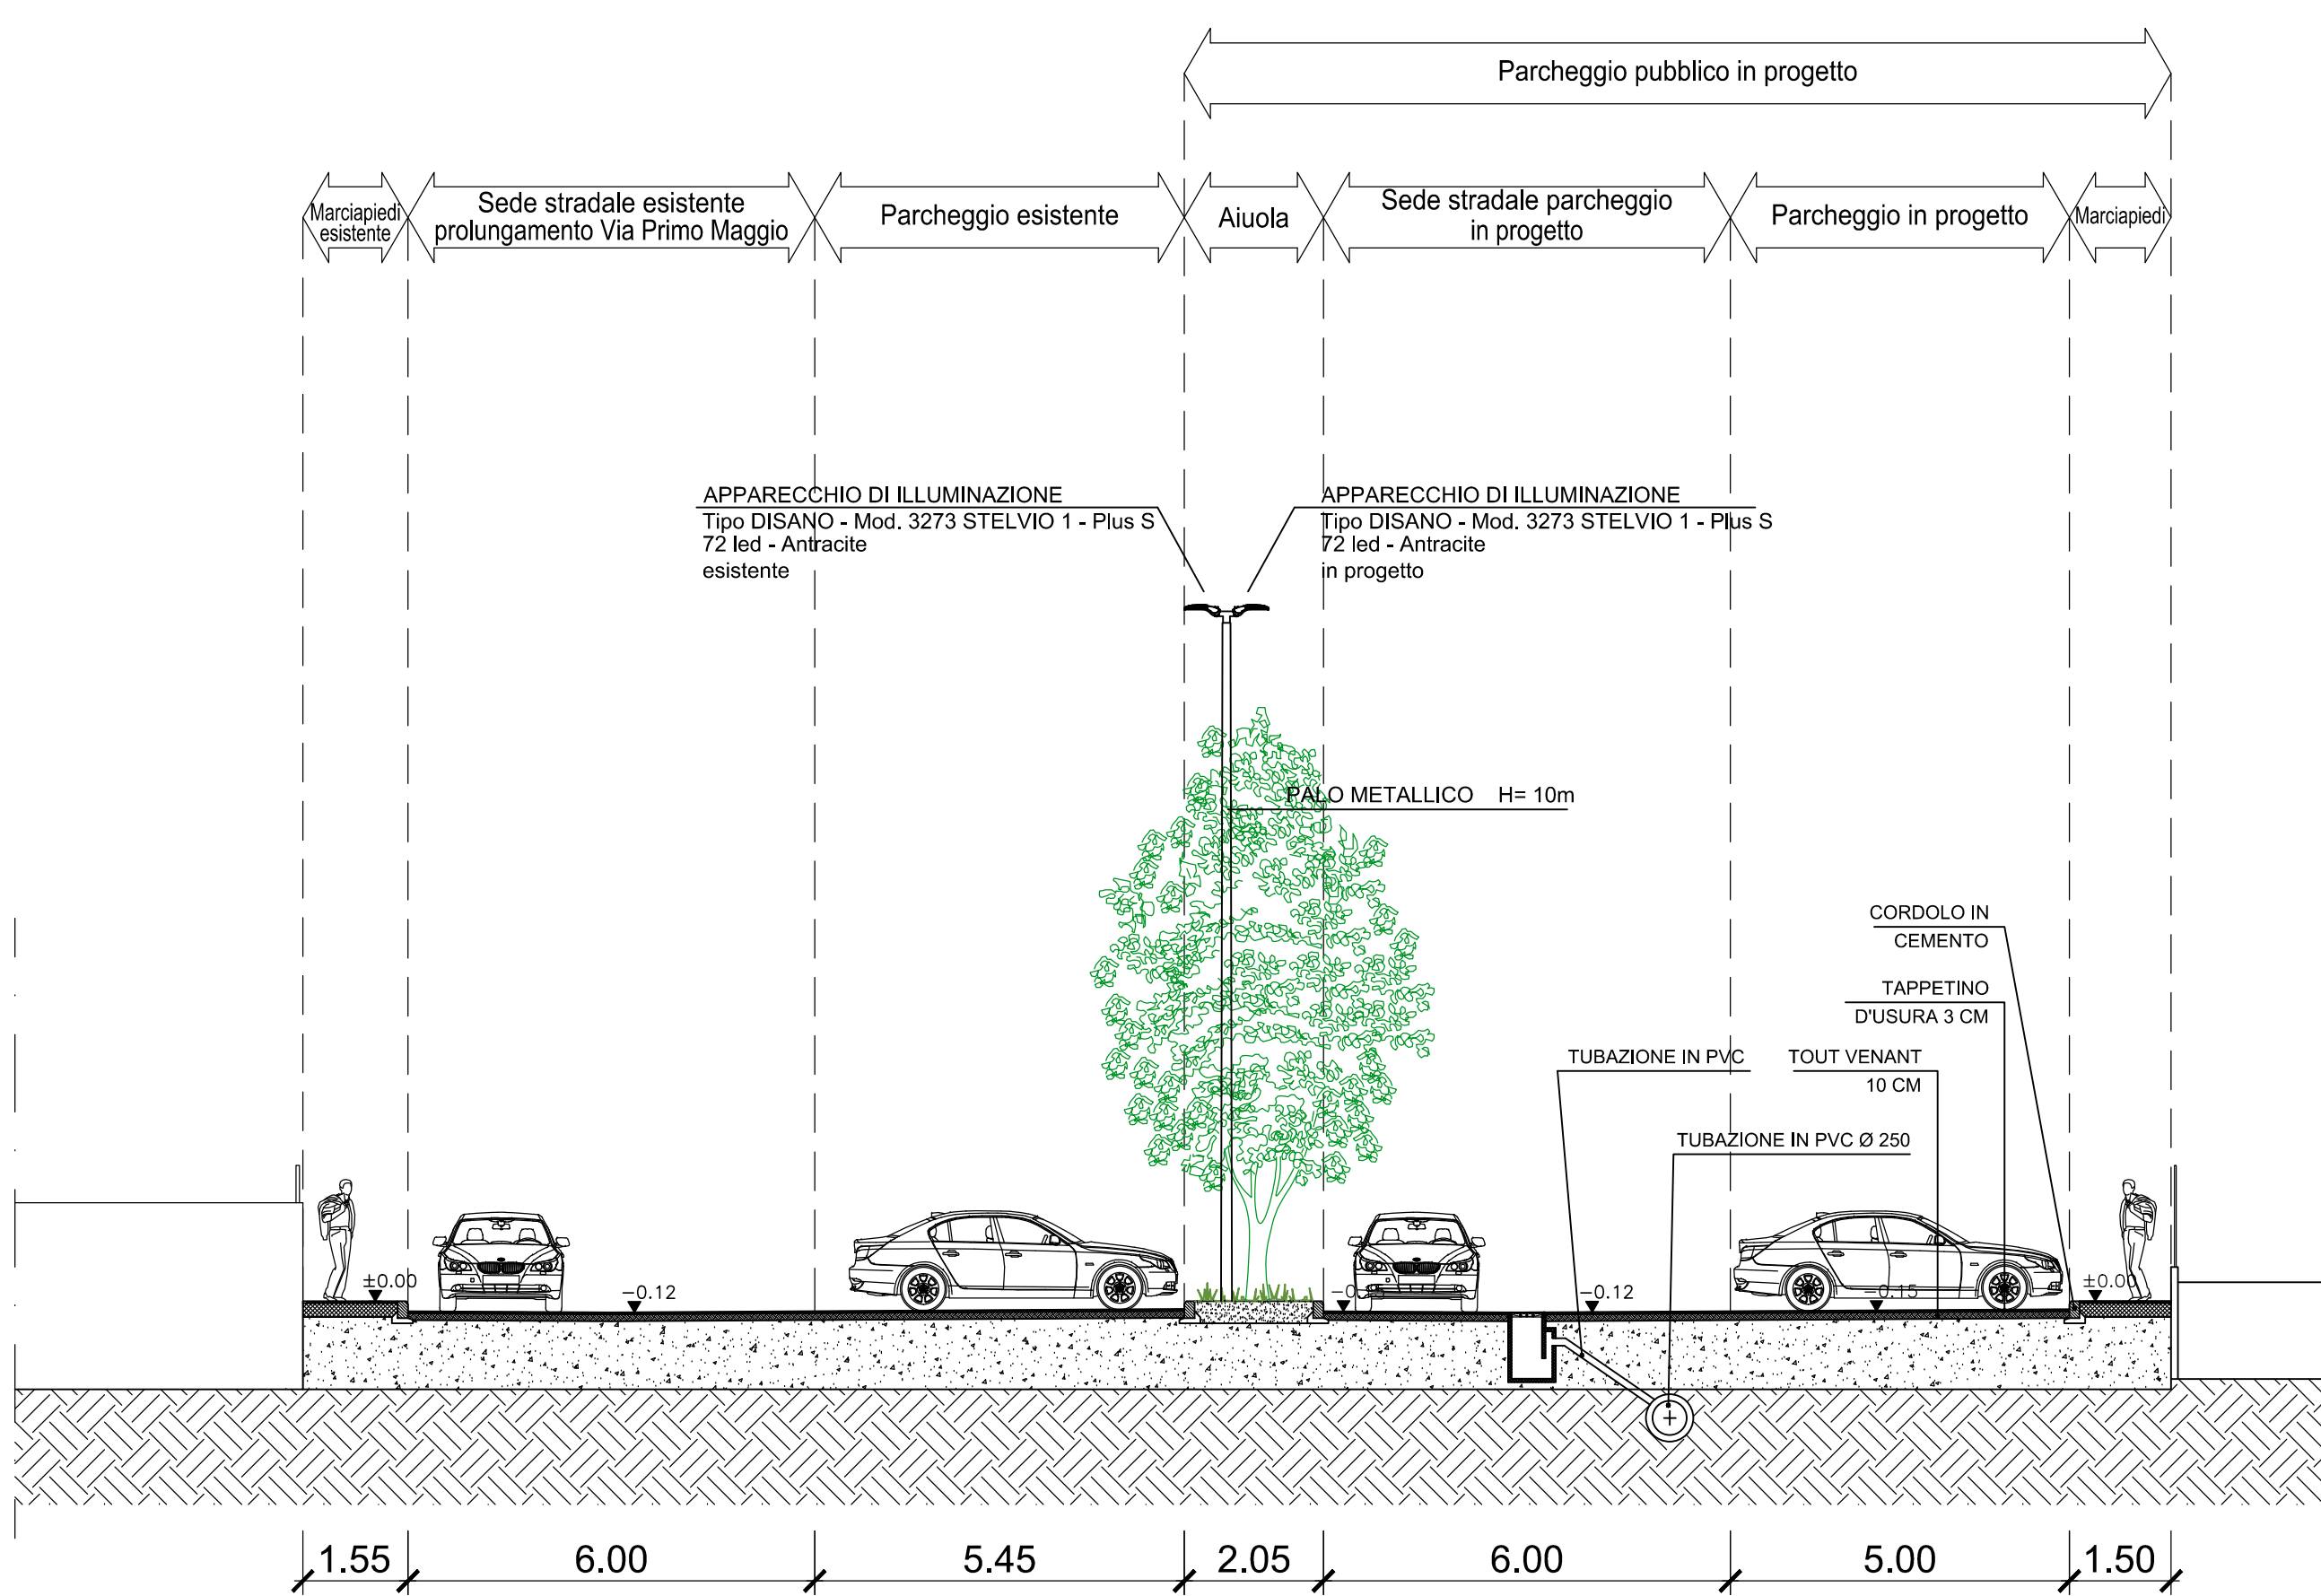 Parcheggio pubblico in progetto
Marciapiedi
esistente
Sede stradale esistente
prolungamento Via Primo Maggio
Parcheggio esistente
Aiuola
Sede stradale parcheggio
in progetto
Parcheggio in progetto
Marciapiedi
APPARECCHIO DI ILLUMINAZIONE
Tipo DISANO - Mod. 3273 STELVIO 1 - Plus S
72 led - Antracite
esistente
APPARECCHIO DI ILLUMINAZIONE
Tipo DISANO - Mod. 3273 STELVIO 1 - Plus S
72 led - Antracite
in progetto
PALO METALLICO H= 10m
CORDOLO IN
CEMENTO
TAPPETINO
D'USURA 3 CM
TUBAZIONE IN PVC
TOUT VENANT
10 CM
TUBAZIONE IN PVC Ø 250
±0.00
−0.12
−0.12
−0.15
±0.00
1.55
6.00
5.45
2.05
6.00
5.00
1.50